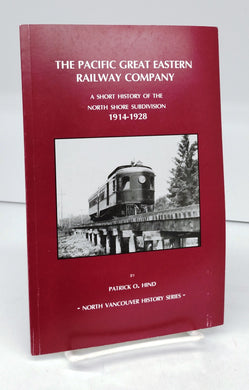 THE PACIFIC GREAT EASTERN
RAILWAY COMPANY
A SHORT HISTORY OF THE
NORTH SHORE SUBDIVISION
1914-1928
BY
PATRICK O. HIND
- NORTH VANCOUVER HISTORY SERIES -